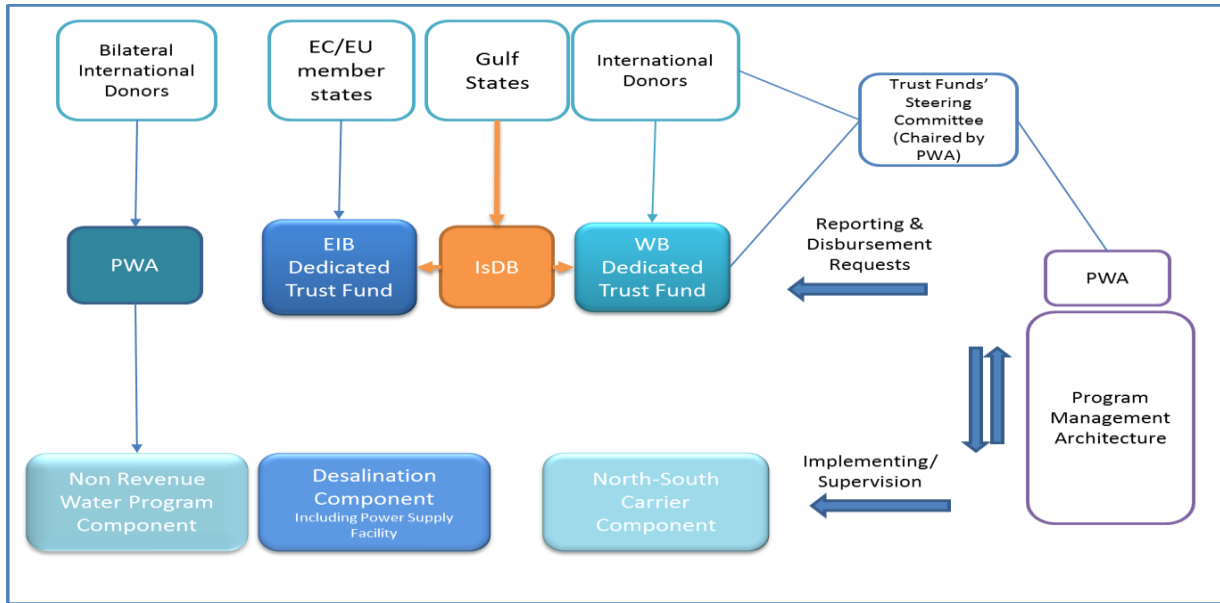 Bilateral
International
Donors
EC/EU
member
states
Gulf
States
International
Donors
Trust Funds'
Steering
Committee
(Chaired by
PWA)
PWA
EIB
Dedicated
Trust Fund
IsDB
WB
Dedicated
Trust Fund
Reporting &
Disbursement
Requests
PWA
Program
Management
Architecture
Non Revenue
Water Program
Component
Desalination
Component
Including Power Supply
Facility
North-South
Carrier
Component
Implementing/
Supervision